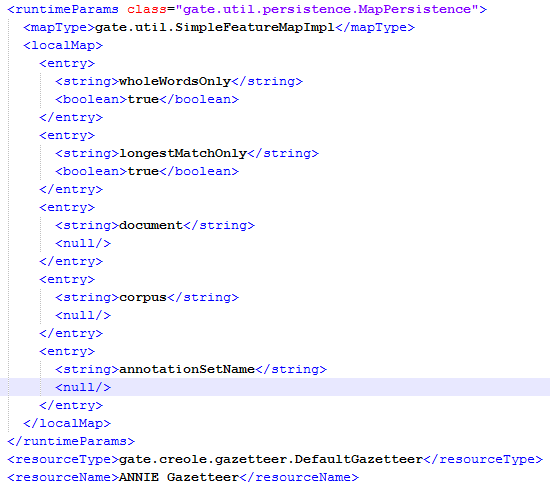 <runtimeParams class="gate.util.persistence.MapPersistence">
<mapType>gate.util.SimpleFeatureMapImpl</mapType>
<localMap>
<entry>
<string>wholeWordsOnly</string>
<boolean>true</boolean>
</entry>
<entry>
<string>longestMatchOnly</string>
<boolean>true</boolean>
</entry>
<entry>
<string>document</string>
<null/>
</entry>
<entry>
<string>corpus</string>
<null/>
</entry>
<entry>
<string>annotationSetName</string>
<null/>
</entry>
</localMap>
</runtimeParams>
<resourceType>gate.creole.gazetteer.DefaultGazetteer</resourceType>
<resourceName>ANNIE Gazetteer</resourceName>